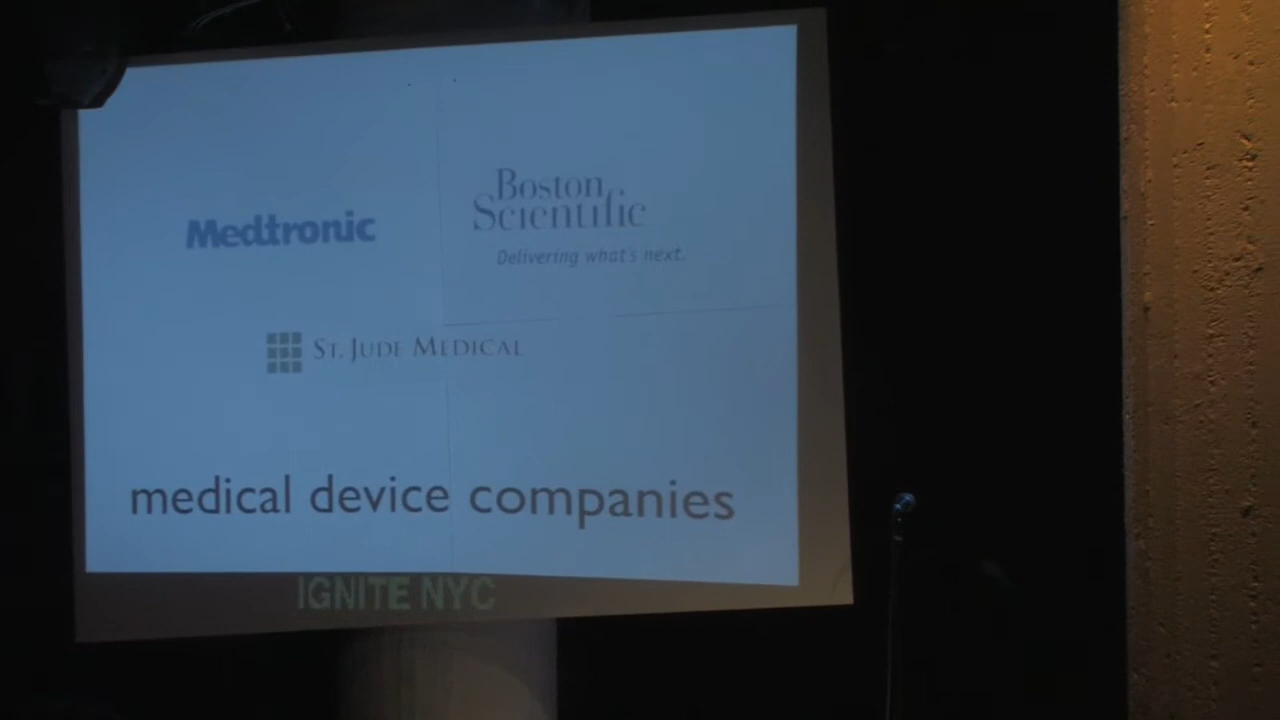 Medtronic
Boston
Scientific
Delivering what's next.
ST. JUDE MEDICAL
medical device companies
IGNITE NYC